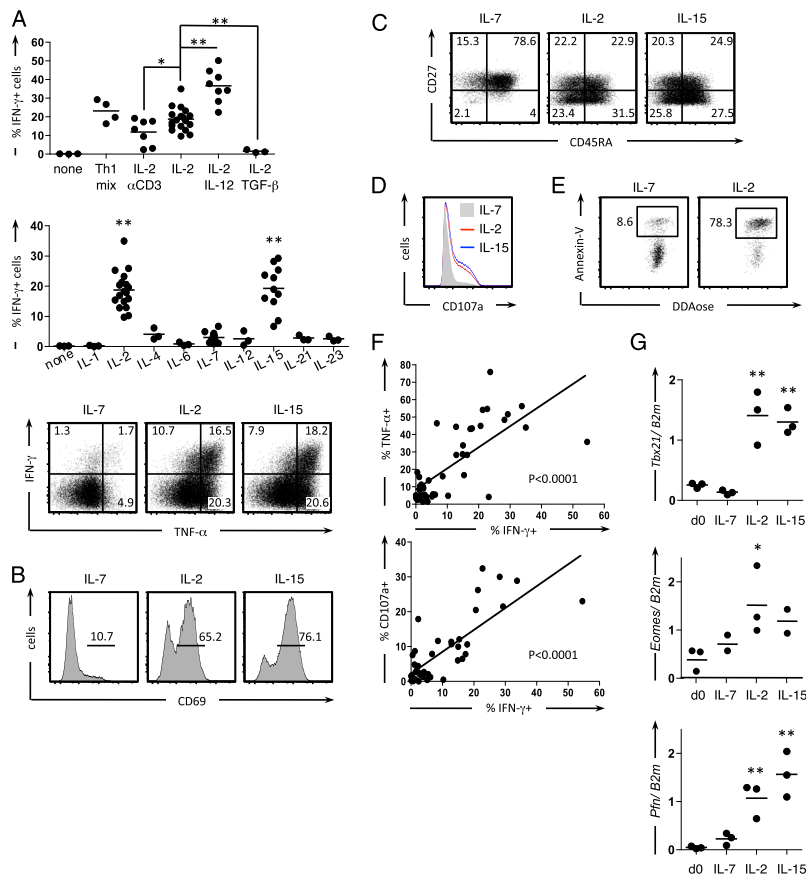 A
% IFN-γ+ cells
60
50
40
30
20
10
0
**
**
*
none
Th1 mix
IL-2 αCD3
IL-2
IL-2 IL-12
IL-2 TGF-β
% IFN-γ+ cells
40
30
20
10
0
**
**
none
IL-1
IL-2
IL-4
IL-6
IL-7
IL-12
IL-15
IL-21
IL-23
IL-7
IL-2
IL-15
IFN-γ
1.3
1.7
4.9
10.7
16.5
20.3
7.9
18.2
20.6
TNF-α
B
IL-7
IL-2
IL-15
cells
10.7
65.2
76.1
CD69
C
IL-7
IL-2
IL-15
CD27
15.3
78.6
2.1
4
22.2
22.9
23.4
31.5
20.3
24.9
25.8
27.5
CD45RA
D
cells
IL-7
IL-2
IL-15
CD107a
E
IL-7
IL-2
Annexin-V
8.6
78.3
DDAose
F
% TNF-α+
80
70
60
50
40
30
20
10
0
P<0.0001
0
10
20
30
40
50
60
% IFN-γ+
% CD107a+
40
30
20
10
0
P<0.0001
0
10
20
30
40
50
60
% IFN-γ+
G
Tbx21/ B2m
2
1
0
**
**
d0
IL-7
IL-2
IL-15
Eomes/ B2m
2
1
0
*
d0
IL-7
IL-2
IL-15
Pfn/ B2m
2
1
0
**
**
d0
IL-7
IL-2
IL-15